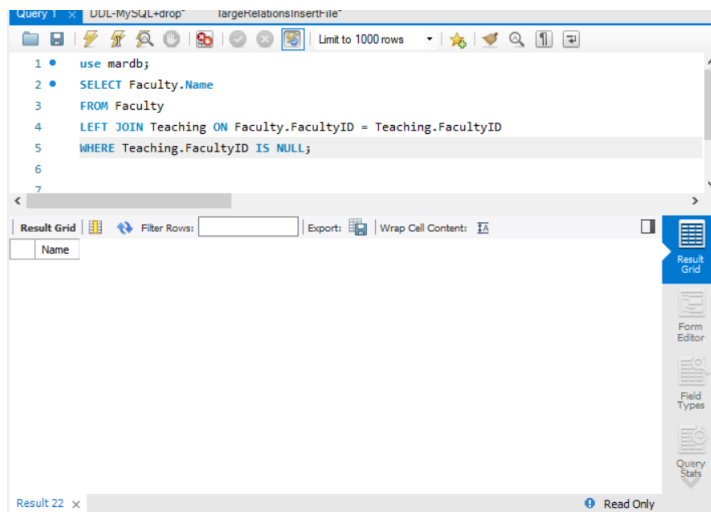 Query 1 × DDL-MySQL+drop* TargeRelationsInsertFile*
Limit to 1000 rows
1 use mardb;
2 SELECT Faculty.Name
3 FROM Faculty
4 LEFT JOIN Teaching ON Faculty.FacultyID = Teaching.FacultyID
5 WHERE Teaching.FacultyID IS NULL;
6
7
Result Grid Filter Rows: Export: Wrap Cell Content: IA
Name
Result
Grid
Form
Editor
Field
Types
Query
Stats
Result 22 × Read Only